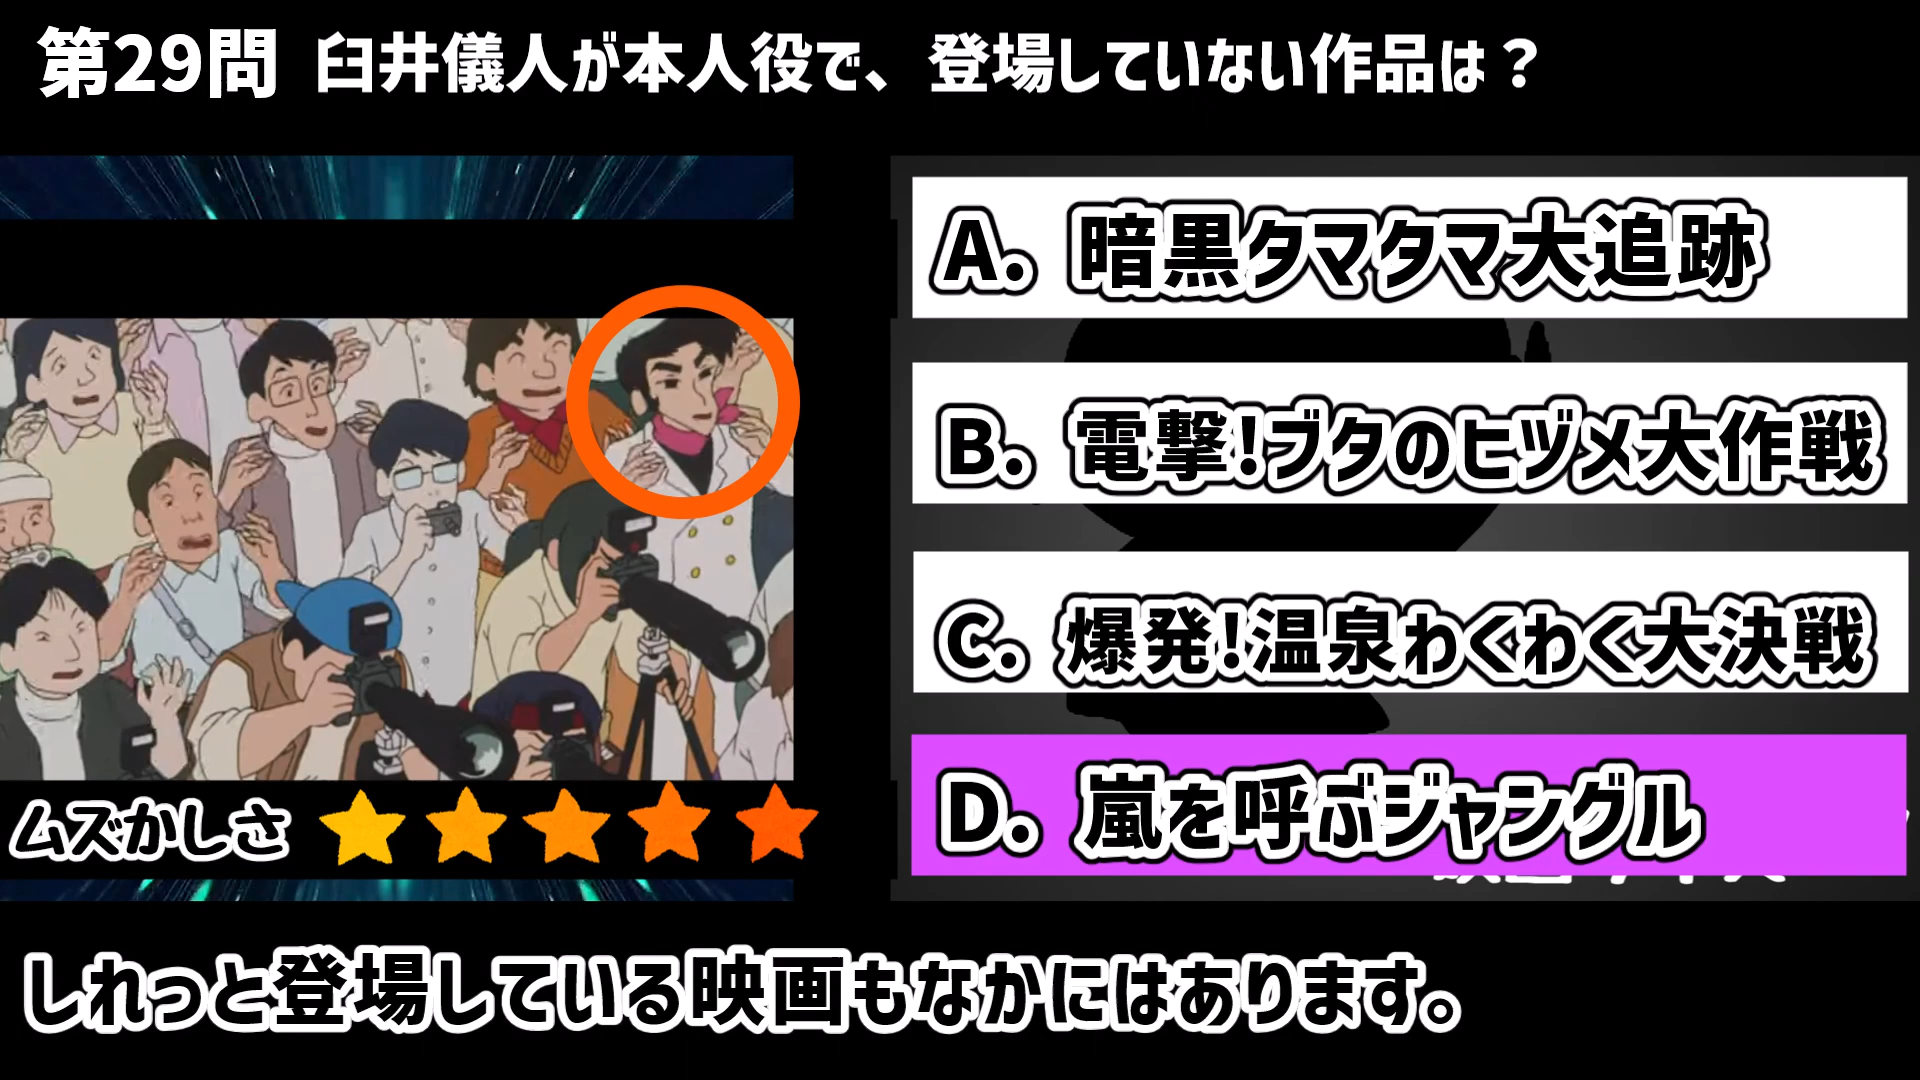 第29問 臼井儀人が本人役で、登場していない作品は？
A. 暗黒タマタマ大追跡
B. 電撃!ブタのヒヅメ大作戦
C. 爆発!温泉わくわく大決戦
D. 嵐を呼ぶジャングル
ムズかしさ
しれっと登場している映画もなかにはあります。